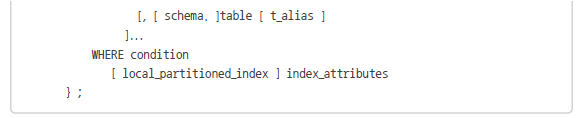 [, [ schema. ]table [ t_alias ]
]...
WHERE condition
[ local_partitioned_index ] index_attributes
} ;